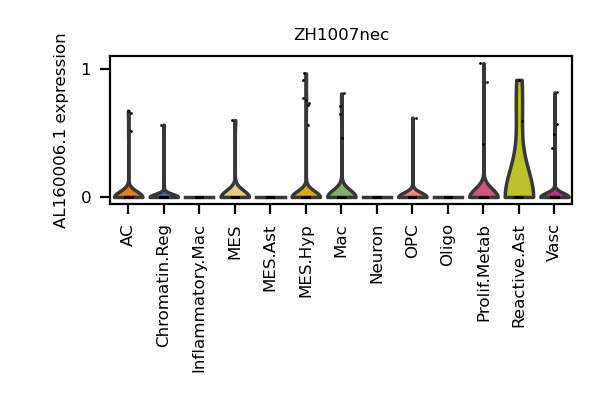 ZH1007nec
AL160006.1 expression
1
0
AC
Chromatin.Reg
Inflammatory.Mac
MES
MES.Ast
MES.Hyp
Mac
Neuron
OPC
Oligo
Prolif.Metab
Reactive.Ast
Vasc